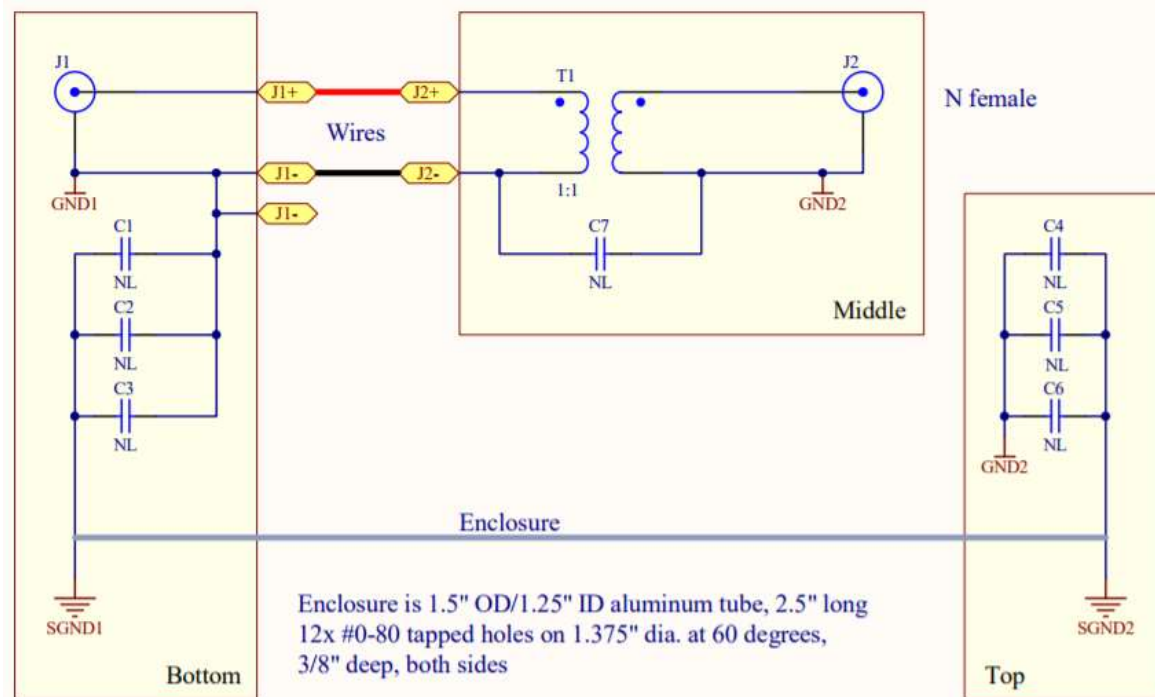 J1
J1+
J2+
T1
J2
N female
Wires
J1-
J2-
GND1
1:1
GND2
J1-
C1
NL
C7
NL
C4
NL
C2
NL
Middle
C5
NL
C3
NL
C6
NL
GND2
Enclosure
SGND1
Enclosure is 1.5" OD/1.25" ID aluminum tube, 2.5" long
12x #0-80 tapped holes on 1.375" dia. at 60 degrees,
3/8" deep, both sides
SGND2
Bottom
Top